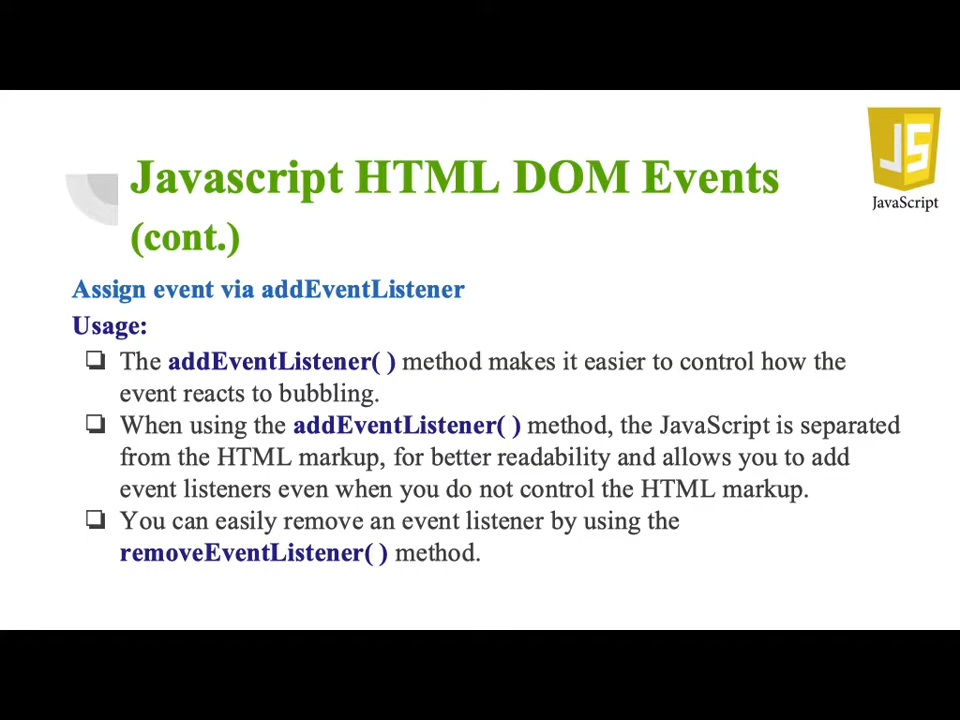 JS
JavaScript
Javascript HTML DOM Events
(cont.)
Assign event via addEventListener
Usage:
❏ The addEventListener( ) method makes it easier to control how the
event reacts to bubbling.
❏ When using the addEventListener( ) method, the JavaScript is separated
from the HTML markup, for better readability and allows you to add
event listeners even when you do not control the HTML markup.
❏ You can easily remove an event listener by using the
removeEventListener( ) method.